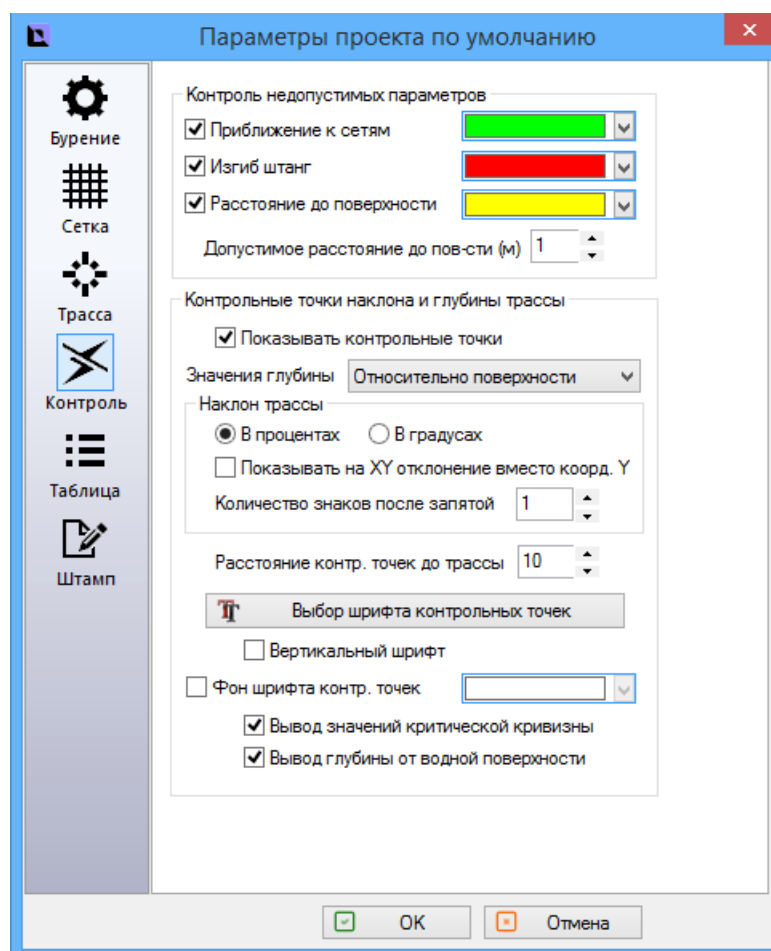 Параметры проекта по умолчанию
Бурение
Сетка
Трасса
Контроль
Таблица
Штамп
Контроль недопустимых параметров
Приближение к сетям
Изгиб штанг
Расстояние до поверхности
Допустимое расстояние до пов-сти (м) 1
Контрольные точки наклона и глубины трассы
Показывать контрольные точки
Значения глубины Относительно поверхности
Наклон трассы
В процентах В градусах
Показывать на XY отклонение вместо коорд. Y
Количество знаков после запятой 1
Расстояние контр. точек до трассы 10
Выбор шрифта контрольных точек
Вертикальный шрифт
Фон шрифта контр. точек
Вывод значений критической кривизны
Вывод глубины от водной поверхности
OK Отмена